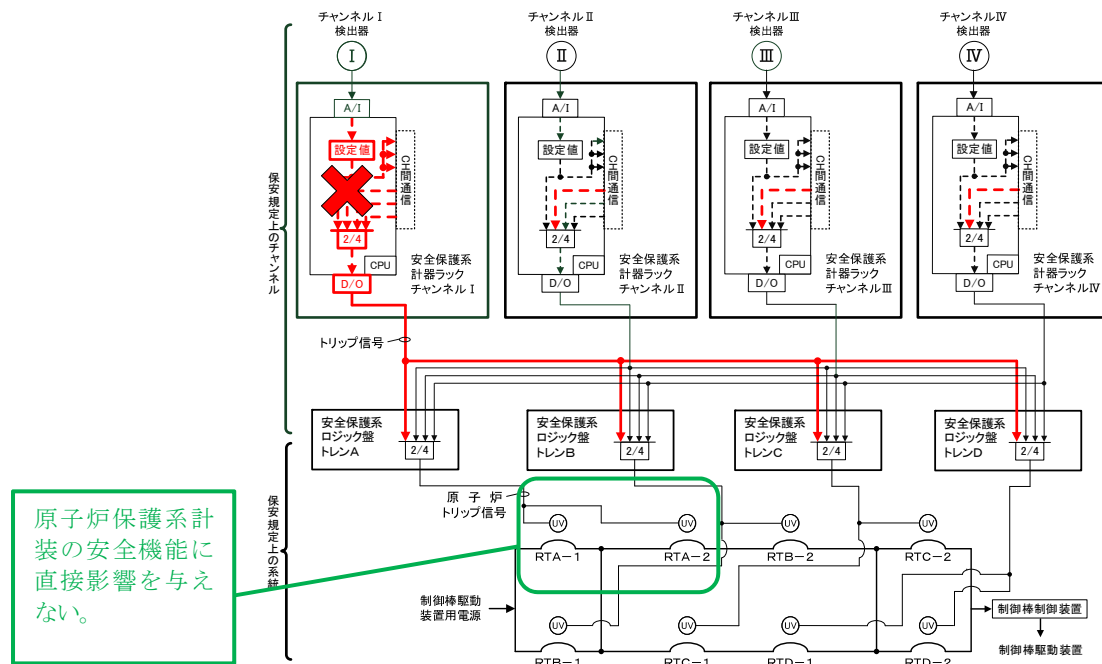 チャンネルⅠ
検出器
チャンネルⅡ
検出器
チャンネルⅢ
検出器
チャンネルⅣ
検出器
Ⅰ
Ⅱ
Ⅲ
Ⅳ
A/I
A/I
A/I
A/I
設定値
設定値
設定値
設定値
CH間通信
CH間通信
CH間通信
CH間通信
2/4
2/4
2/4
2/4
CPU
CPU
CPU
CPU
D/O
D/O
D/O
D/O
安全保護系
計器ラック
チャンネルⅠ
安全保護系
計器ラック
チャンネルⅡ
安全保護系
計器ラック
チャンネルⅢ
安全保護系
計器ラック
チャンネルⅣ
保安規定上のチャンネル
トリップ信号
安全保護系
ロジック盤
トレンA
2/4
安全保護系
ロジック盤
トレンB
2/4
安全保護系
ロジック盤
トレンC
2/4
安全保護系
ロジック盤
トレンD
2/4
保安規定上の系統
原子炉保護系計
装の安全機能に
直接影響を与え
ない。
原子炉
トリップ信号
UV
UV
UV
UV
RTA-1
RTA-2
RTB-2
RTC-2
制御棒駆動
装置用電源
UV
UV
UV
UV
RTB-1
RTC-1
RTD-1
RTD-2
制御棒制御装置
制御棒駆動装置